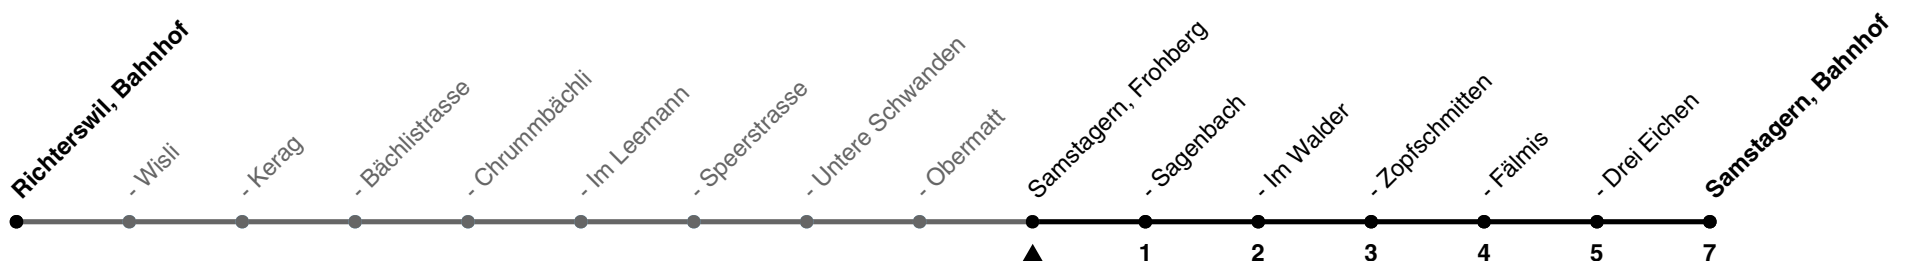 Richterswil, Bahnhof
- Wisli
- Kerag
- Bächlistrasse
- Chrummbächli
- Im Leemann
- Speerstrasse
- Untere Schwanden
- Obermatt
Samstagern, Frohberg
- Sagenbach
- Im Walder
- Zopfschmitten
- Fälmis
- Drei Eichen
Samstagern, Bahnhof
1 2 3 4 5 7